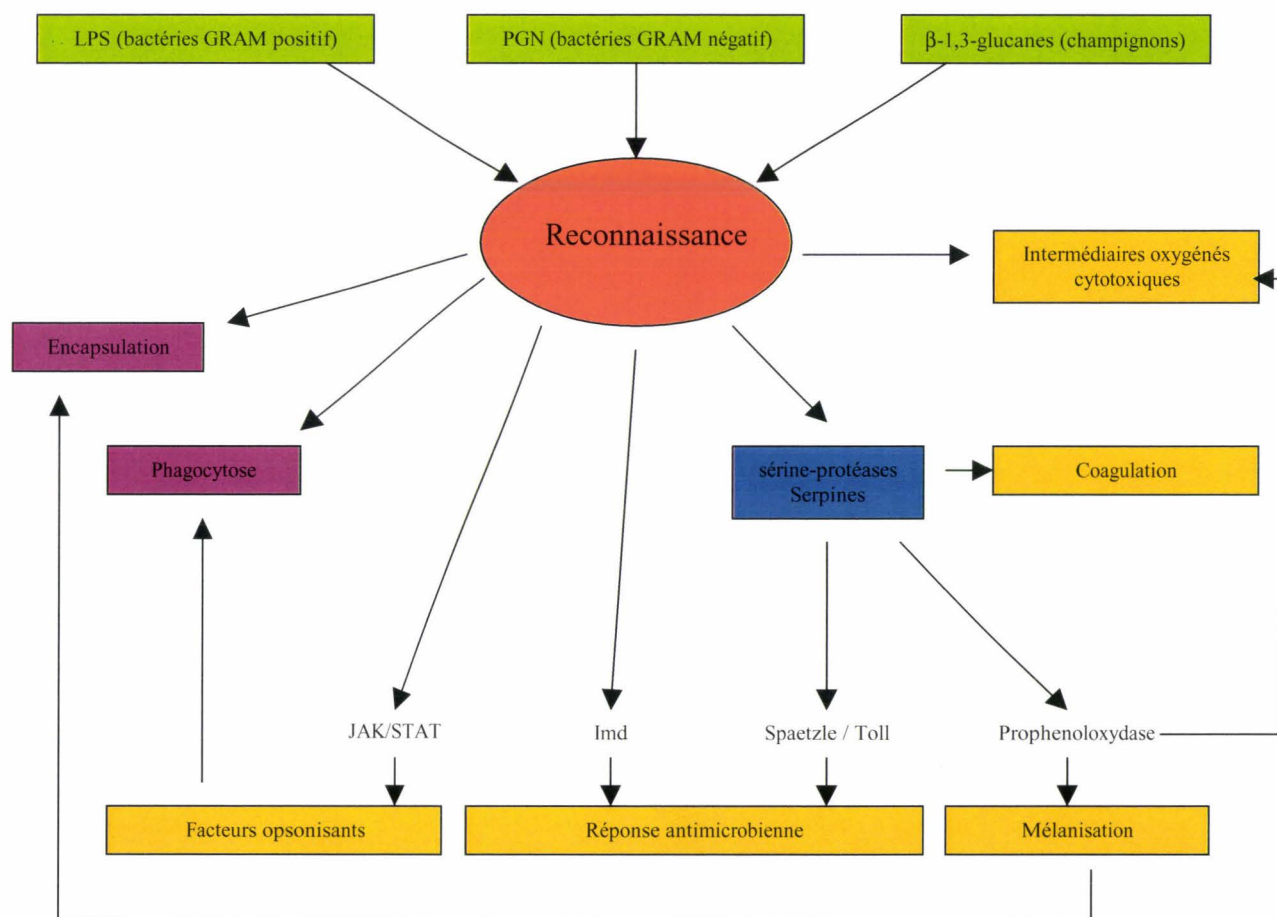 LPS (bactéries GRAM positif)
PGN (bactéries GRAM négatif)
β-1,3-glucanes (champignons)
Reconnaissance
Intermédiaires oxygénés
cytotoxiques
Encapsulation
Phagocytose
sérine-protéases
Serpines
Coagulation
JAK/STAT
Imd
Spaetzle / Toll
Prophenoloxydase
Facteurs opsonisants
Réponse antimicrobienne
Mélanisation